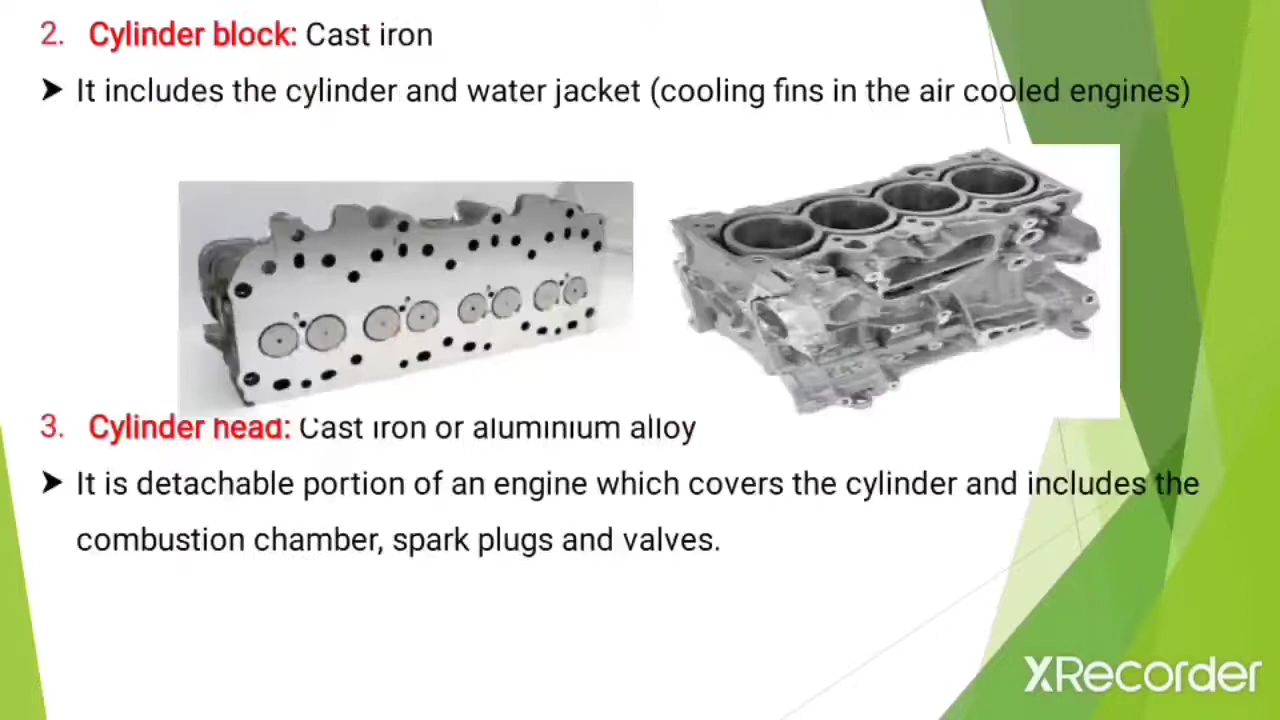 2. Cylinder block: Cast iron
➤ It includes the cylinder and water jacket (cooling fins in the air cooled engines)
3. Cylinder head: Cast iron or aluminium alloy
➤ It is detachable portion of an engine which covers the cylinder and includes the
combustion chamber, spark plugs and valves.
XRecorder